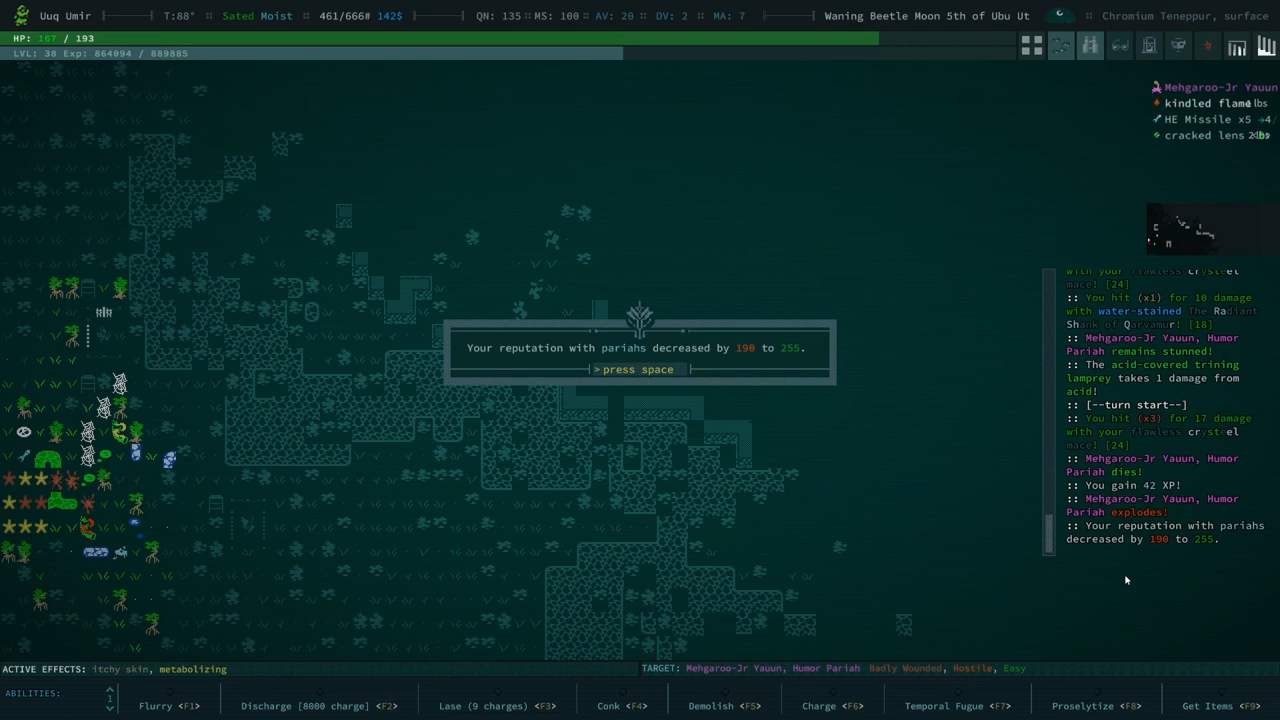 Uuq Umir T:88° :: Sated Moist :: 461/666# 142$ QN: 135 :: MS: 100 :: AV: 20 :: DV: 2 :: MA: 7 Waning Beetle Moon 5th of Ubu Ut :: Chromium Teneppur, surface
HP: 167 / 193
LVL: 38 Exp: 864094 / 889885
Mehgaroo-Jr Yauun
kindled flame lbs
HE Missile x5 →4/
cracked lens 2lbs
with your flawless crysteel
mace! [24]
:: You hit (x1) for 10 damage
with water-stained The Radiant
Shank of Qarvamur! [18]
:: Mehgaroo-Jr Yauun, Humor
Pariah remains stunned!
:: The acid-covered trining
lamprey takes 1 damage from
acid!
:: [--turn start--]
:: You hit (x3) for 17 damage
with your flawless crysteel
mace! [24]
:: Mehgaroo-Jr Yauun, Humor
Pariah dies!
:: You gain 42 XP!
:: Mehgaroo-Jr Yauun, Humor
Pariah explodes!
:: Your reputation with pariahs
decreased by 190 to 255.
Your reputation with pariahs decreased by 190 to 255.
> press space
ACTIVE EFFECTS: itchy skin, metabolizing
TARGET: Mehgaroo-Jr Yauun, Humor Pariah Badly Wounded, Hostile, Easy
ABILITIES: 1 Flurry <F1> Discharge [8000 charge] <F2> Lase (9 charges) <F3> Conk <F4> Demolish <F5> Charge <F6> Temporal Fugue <F7> Proselytize <F8> Get Items <F9>